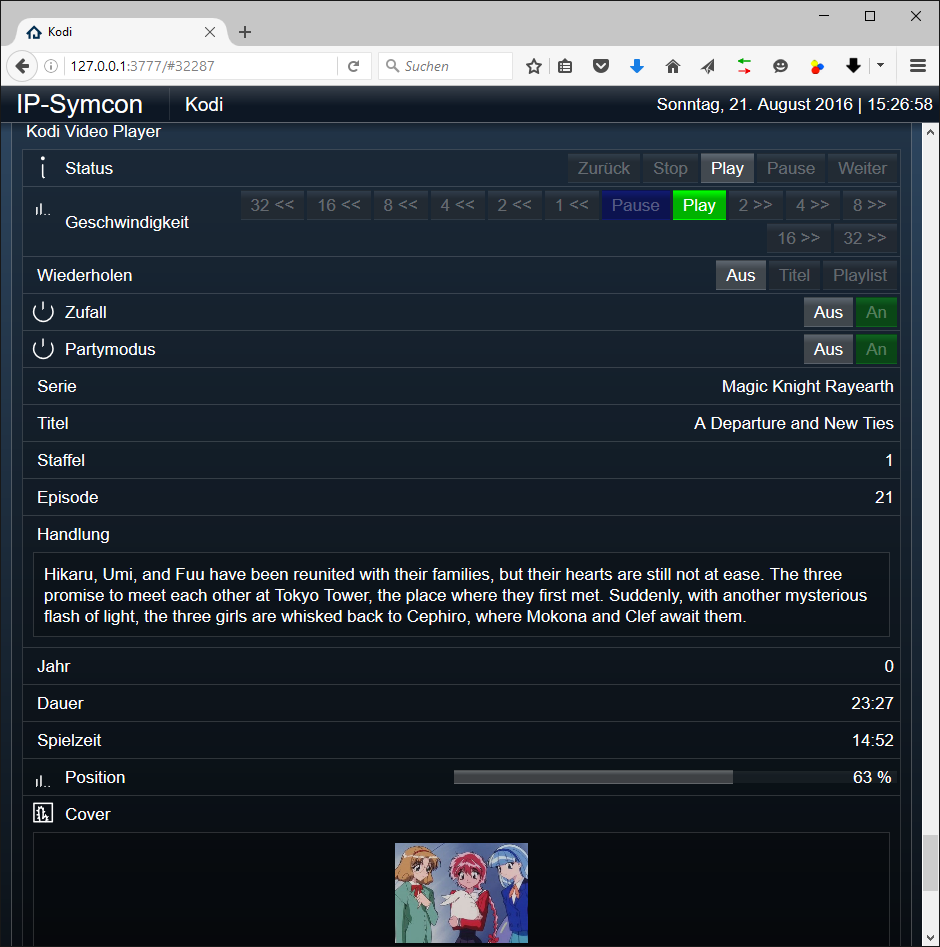 Kodi
127.0.0.1:3777/#32287
Suchen
IP-Symcon
Kodi
Sonntag, 21. August 2016 | 15:26:58
Kodi Video Player
Status
Zurück Stop Play Pause Weiter
Geschwindigkeit
32 << 16 << 8 << 4 << 2 << 1 << Pause Play 2 >> 4 >> 8 >>
16 >> 32 >>
Wiederholen
Aus Titel Playlist
Zufall
Aus An
Partymodus
Aus An
Serie
Magic Knight Rayearth
Titel
A Departure and New Ties
Staffel
1
Episode
21
Handlung
Hikaru, Umi, and Fuu have been reunited with their families, but their hearts are still not at ease. The three
promise to meet each other at Tokyo Tower, the place where they first met. Suddenly, with another mysterious
flash of light, the three girls are whisked back to Cephiro, where Mokona and Clef await them.
Jahr
0
Dauer
23:27
Spielzeit
14:52
Position
63 %
Cover